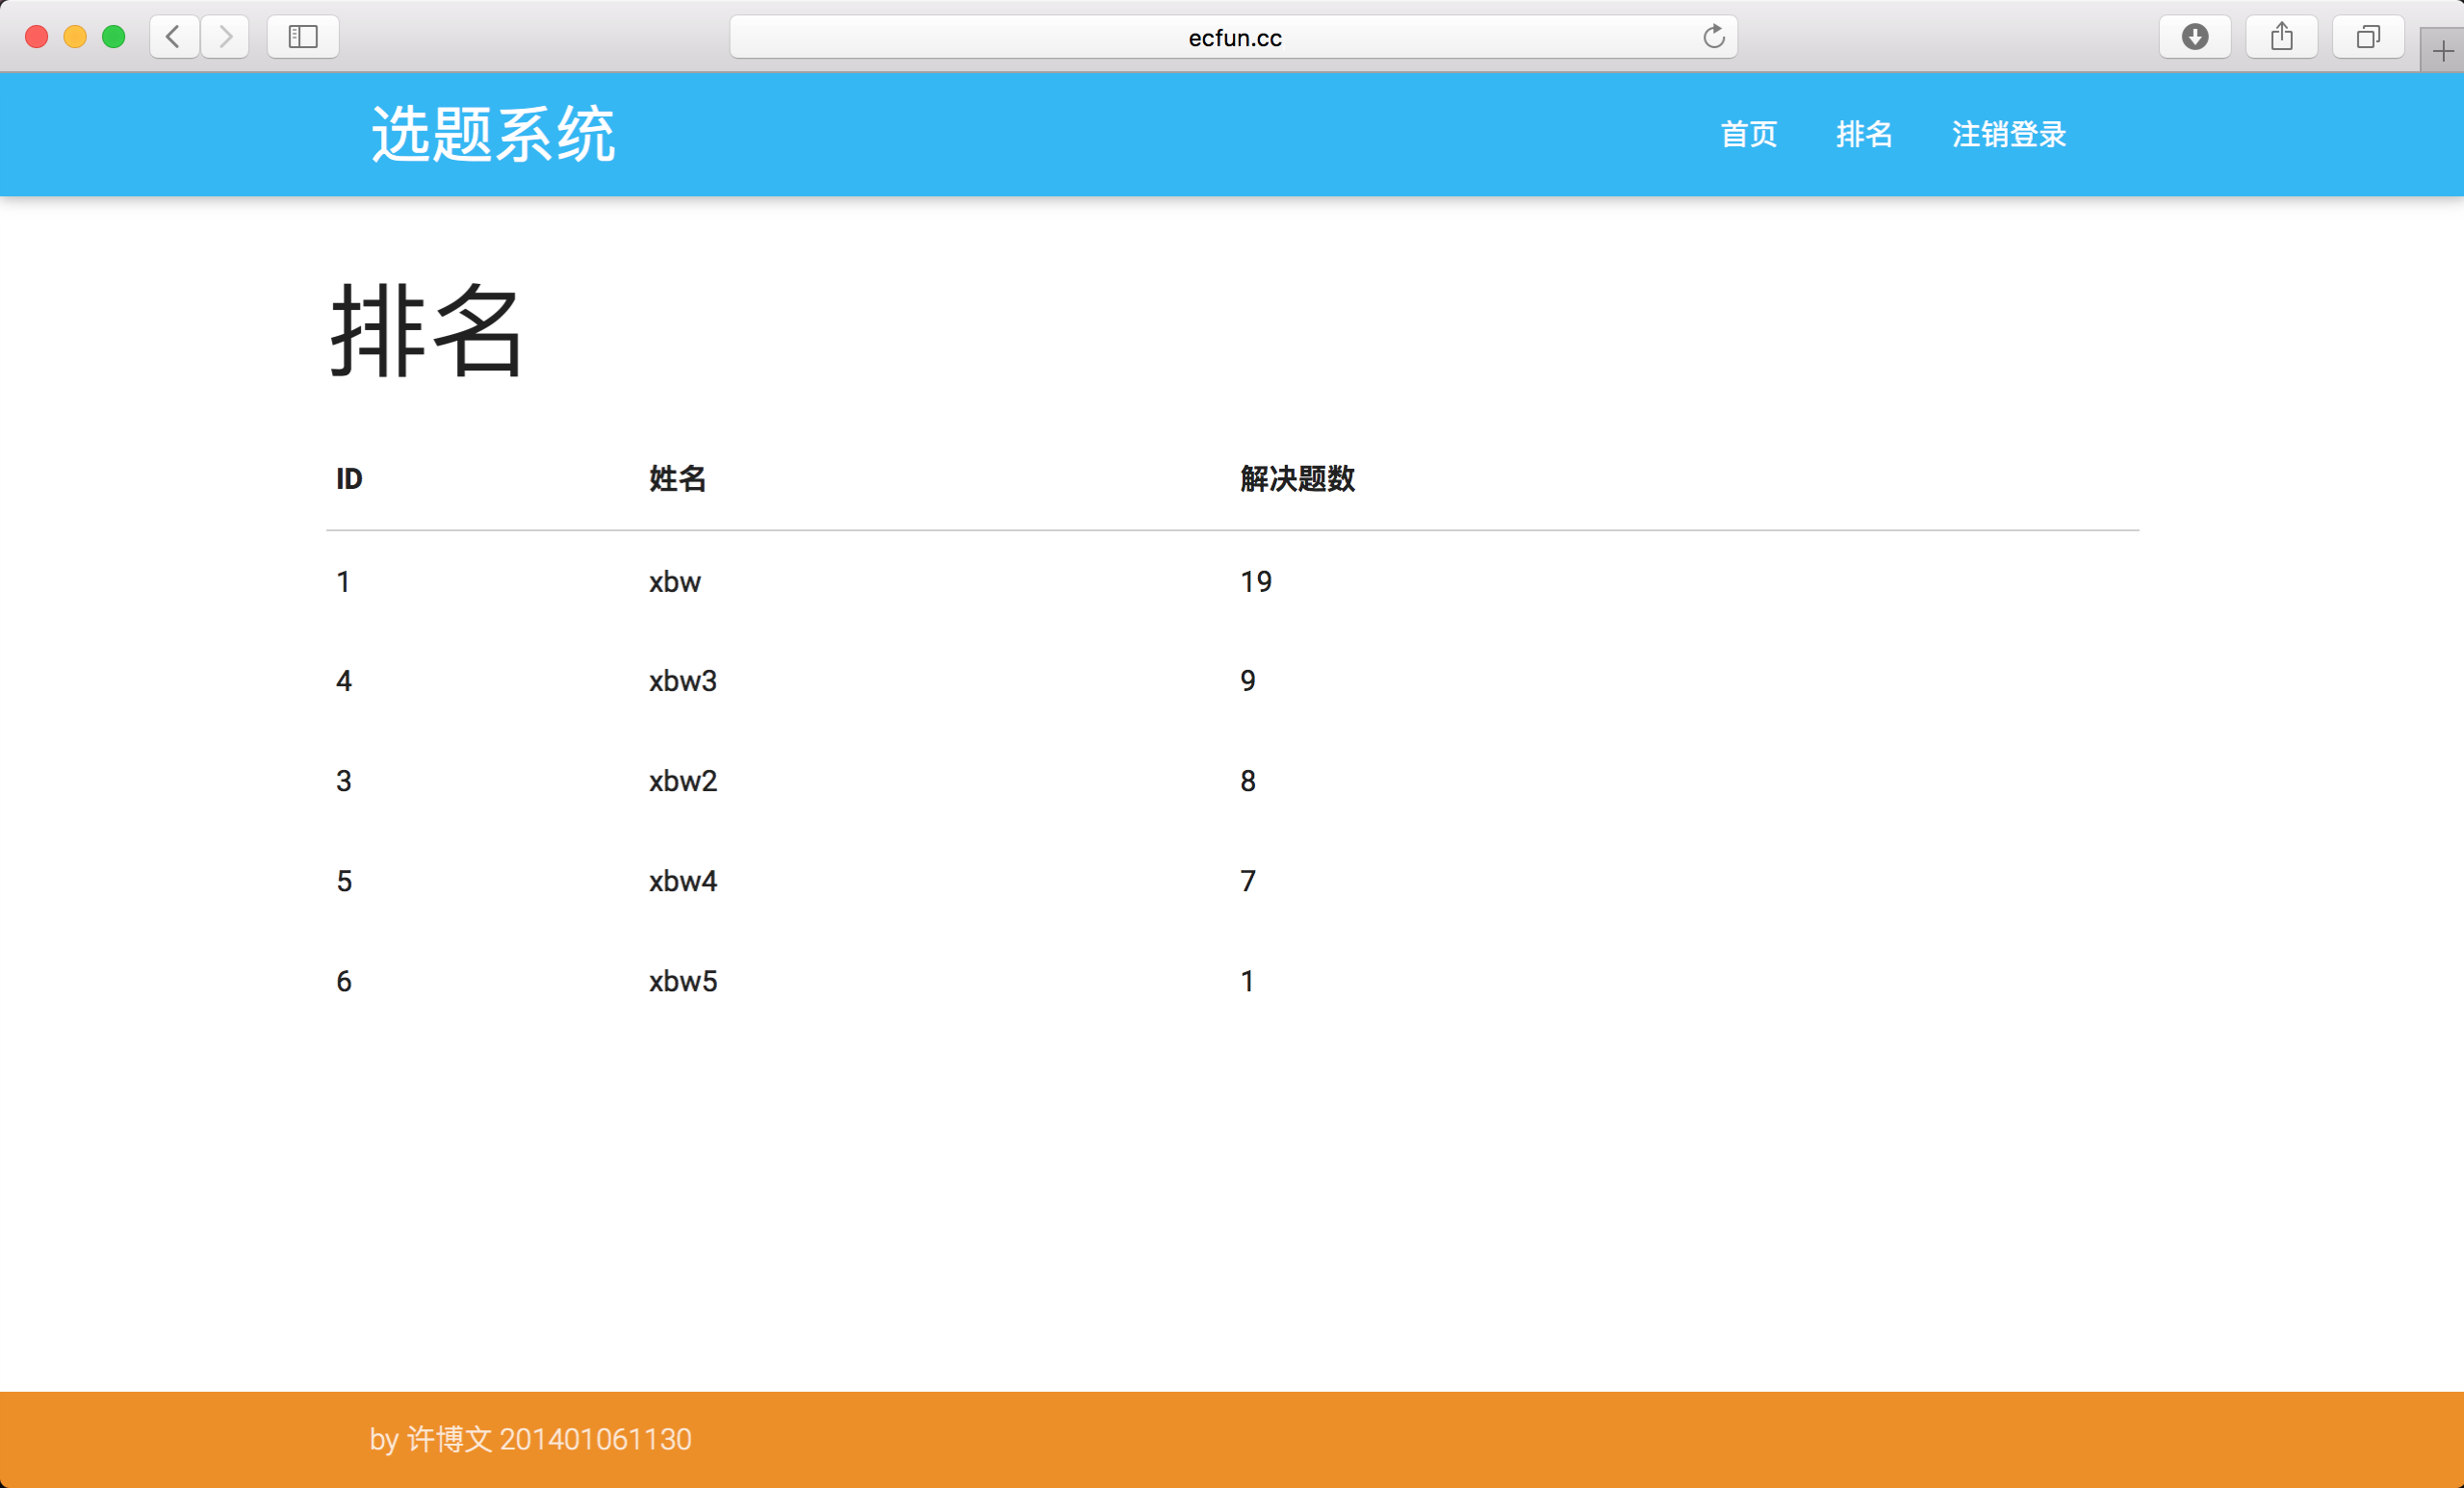 ecfun.cc
选题系统 首页 排名 注销登录
排名
ID 姓名 解决题数
1 xbw 19
4 xbw3 9
3 xbw2 8
5 xbw4 7
6 xbw5 1
by 许博文 201401061130